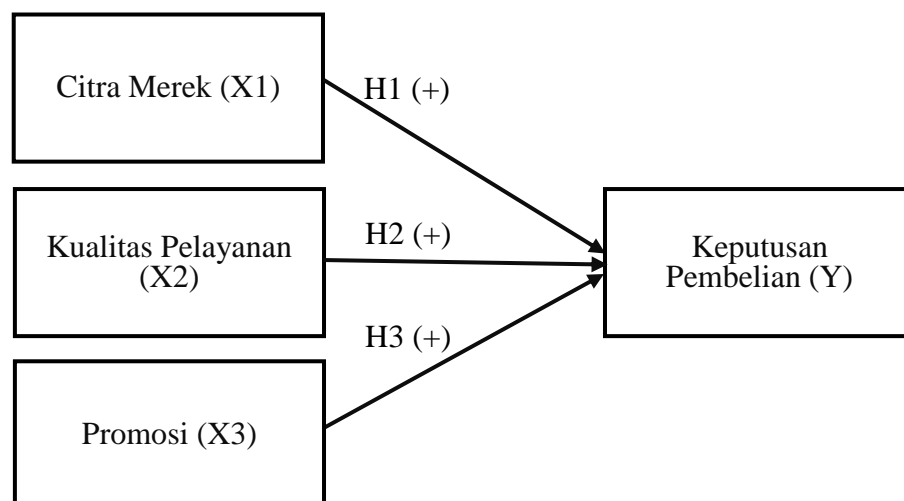 Citra Merek (X1)
H1 (+)
Kualitas Pelayanan
(X2)
H2 (+)
Keputusan
Pembelian (Y)
H3 (+)
Promosi (X3)